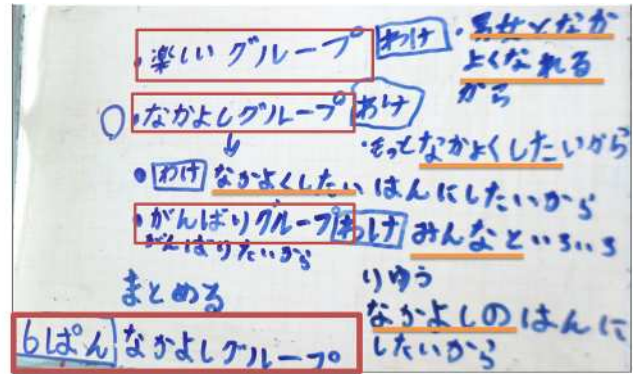 ・楽しいグループ わけ ・男女となか
よくなれる
から
○・なかよしグループ わけ
・もっとなかよくしたいから
・わけ なかよくしたいはんにしたいから
・がんばりグループ わけ みんなといろいろ
がんばりたいから
りゆう
まとめる
なかよしのはんに
したいから
6ぱん なかよしグループ